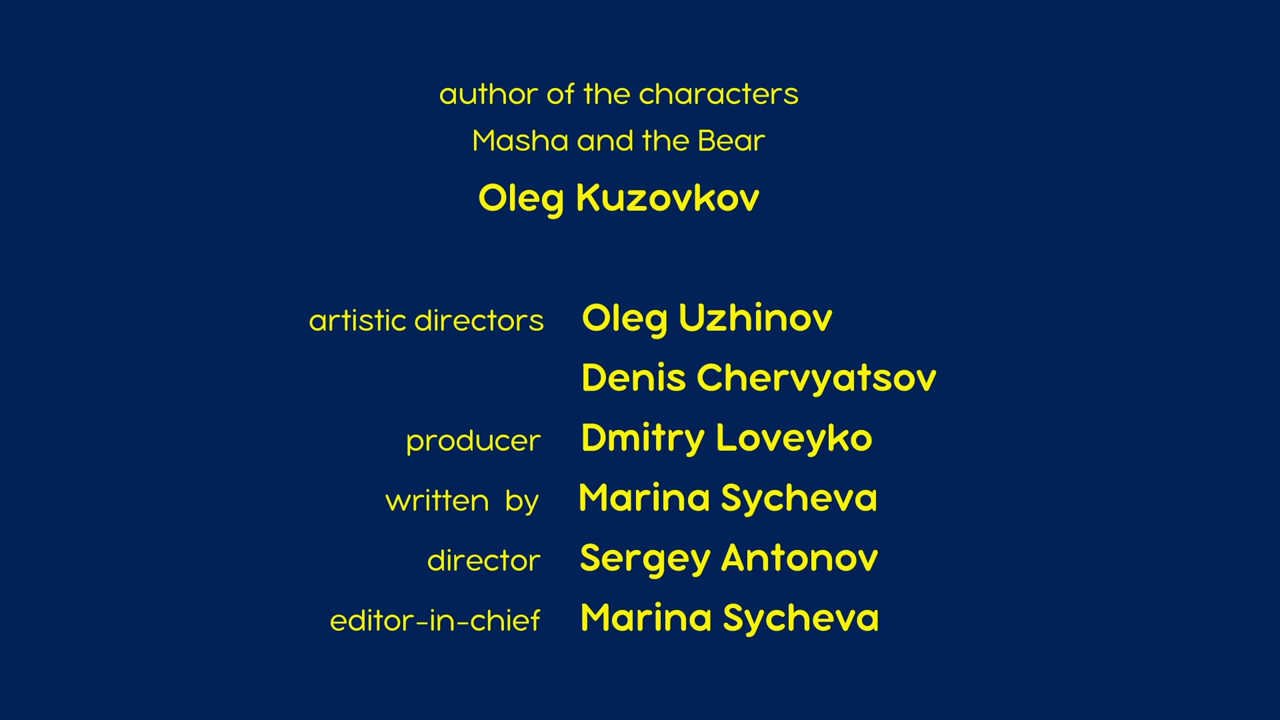 author of the characters
Masha and the Bear
Oleg Kuzovkov
artistic directors Oleg Uzhinov
Denis Chervyatsov
producer Dmitry Loveyko
written by Marina Sycheva
director Sergey Antonov
editor-in-chief Marina Sycheva